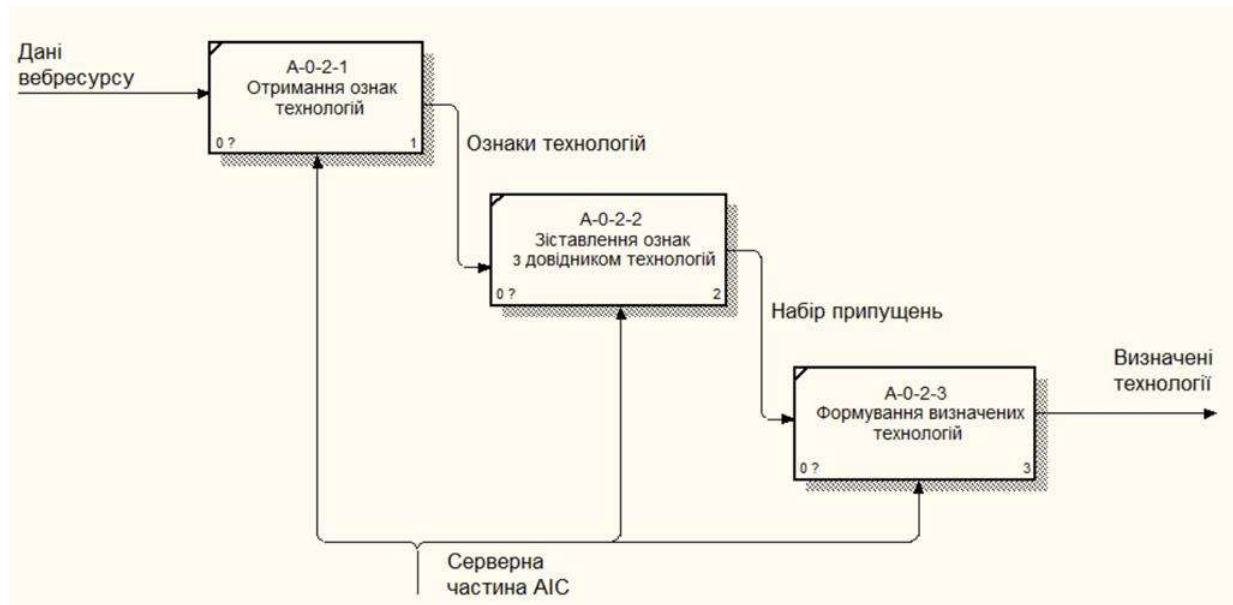 Дані
вебресурсу
А-0-2-1
Отримання ознак
технологій
0 ?
1
Ознаки технологій
А-0-2-2
Зіставлення ознак
з довідником технологій
0 ?
2
Набір припущень
А-0-2-3
Формування визначених
технологій
0 ?
3
Визначені
технології
Серверна
частина АІС